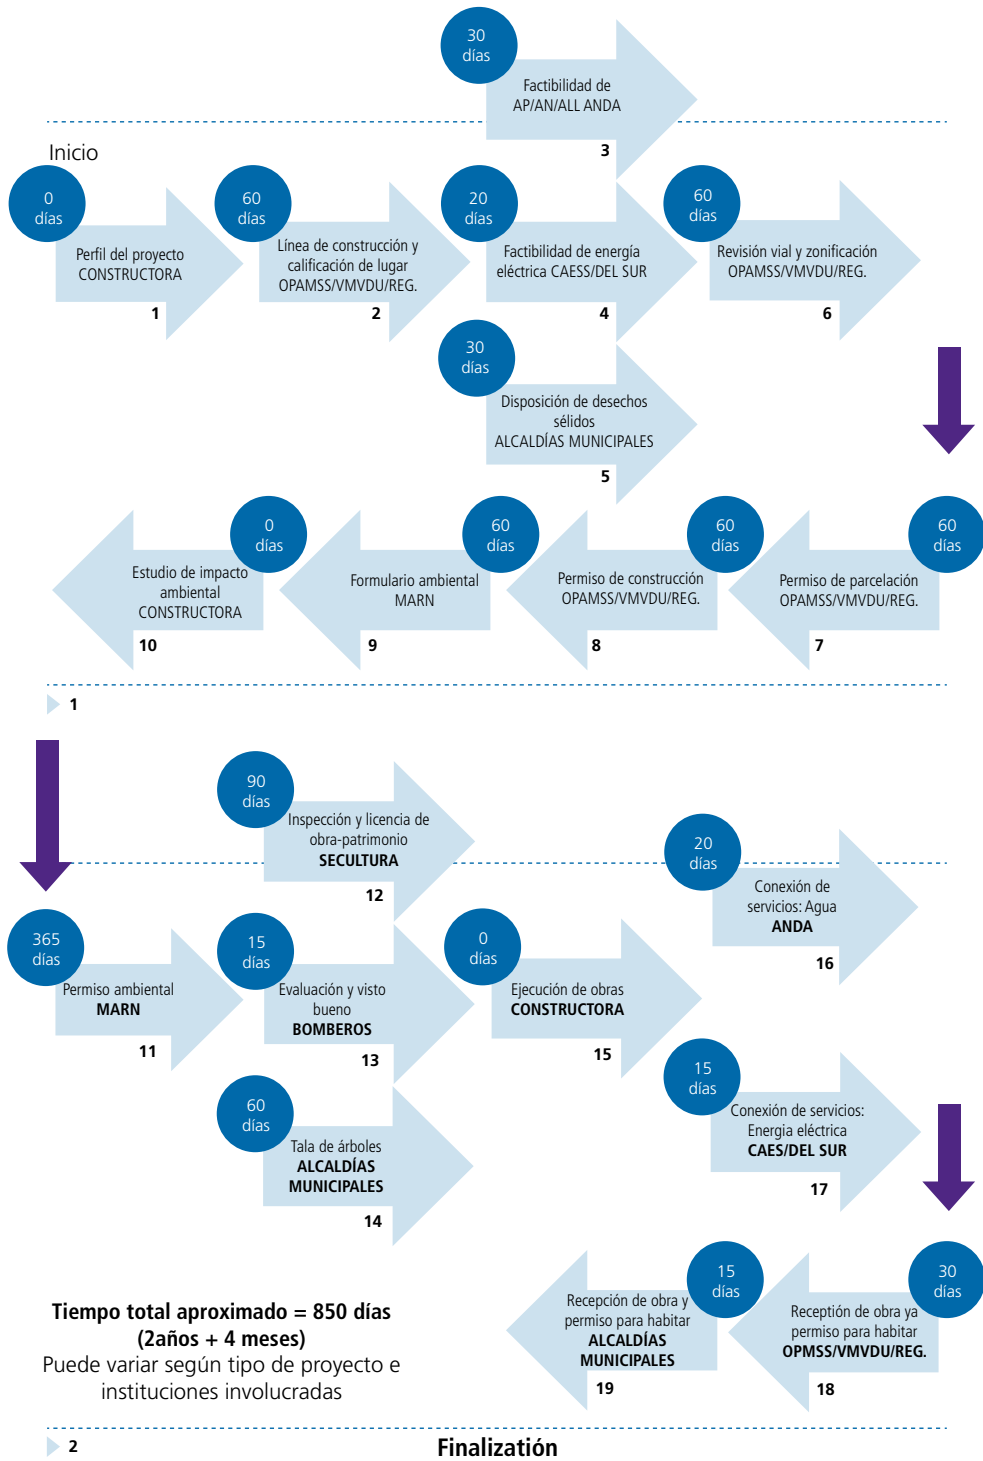 30
días
Factibilidad de
AP/AN/ALL ANDA
3
Inicio
0
días
Perfil del proyecto
CONSTRUCTORA
1
60
días
Línea de construcción y
calificación de lugar
OPAMSS/VMVDU/REG.
2
20
días
Factibilidad de energía
eléctrica CAESS/DEL SUR
4
60
días
Revisión vial y zonificación
OPAMSS/VMVDU/REG.
6
30
días
Disposición de desechos
sélidos
ALCALDÍAS MUNICIPALES
5
60
días
Permiso de parcelación
OPAMSS/VMVDU/REG.
7
60
días
Permiso de construcción
OPAMSS/VMVDU/REG.
8
60
días
Formulario ambiental
MARN
9
0
días
Estudio de impacto
ambiental
CONSTRUCTORA
10
1
90
días
Inspección y licencia de
obra-patrimonio
SECULTURA
12
365
días
Permiso ambiental
MARN
11
15
días
Evaluación y visto
bueno
BOMBEROS
13
60
días
Tala de árboles
ALCALDÍAS
MUNICIPALES
14
0
días
Ejecución de obras
CONSTRUCTORA
15
20
días
Conexión de
servicios: Agua
ANDA
16
15
días
Conexión de servicios:
Energia eléctrica
CAES/DEL SUR
17
30
días
Receptión de obra ya
permiso para habitar
OPMSS/VMVDU/REG.
18
15
días
Recepción de obra y
permiso para habitar
ALCALDÍAS
MUNICIPALES
19
Tiempo total aproximado = 850 días
(2años + 4 meses)
Puede variar según tipo de proyecto e
instituciones involucradas
2
Finalizatión